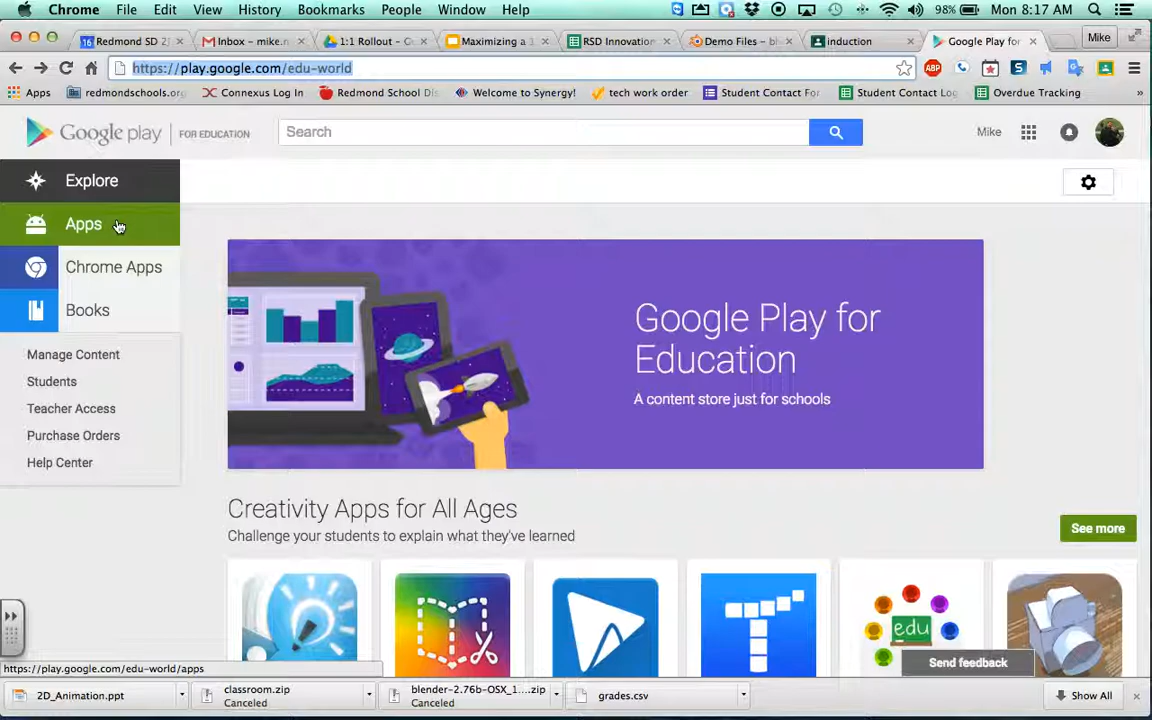 Chrome File Edit View History Bookmarks People Window Help 98% Mon 8:17 AM
Redmond SD 2J Inbox - mike.n 1:1 Rollout - Go Maximizing a 1 RSD Innovation Demo Files - bl induction Google Play for Mike
https://play.google.com/edu-world ABP
Apps redmondschools.org Connexus Log In Redmond School Dis Welcome to Synergy! tech work order Student Contact For Student Contact Log Overdue Tracking »
Google play FOR EDUCATION Search Mike
Explore
Apps
Chrome Apps
Books
Manage Content
Students
Teacher Access
Purchase Orders
Help Center
Google Play for
Education
A content store just for schools
Creativity Apps for All Ages
Challenge your students to explain what they've learned
See more
edu
Send feedback
https://play.google.com/edu-world/apps
2D_Animation.ppt classroom.zip Canceled blender-2.76b-OSX_1....zip Canceled grades.csv Show All